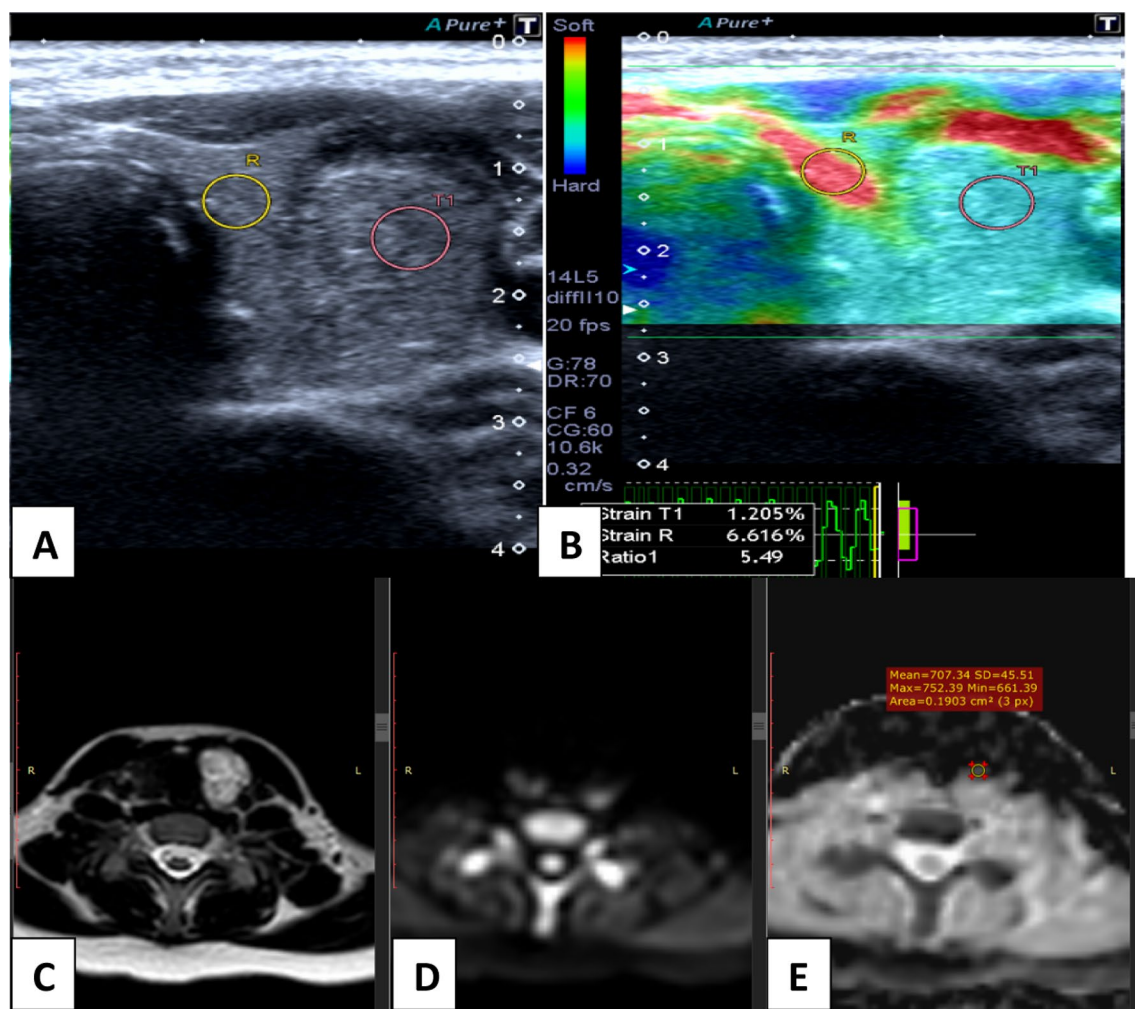 A Pure+ T
0
R
T1
1
2
3
4
A
B
Soft
Hard
14L5
diffII10
20 fps
G:78
DR:70
CF 6
CG:60
10.6k
0.32
cm/s
A Pure+ T
0
R
1
T1
2
3
4
Strain T1 1.205%
Strain R 6.616%
Ratio1 5.49
R L
C
R L
D
Mean=707.34 SD=45.51
Max=752.39 Min=661.39
Area=0.1903 cm² (3 px)
R L
E